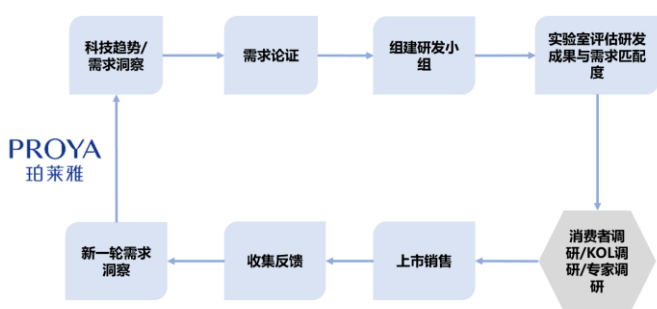 科技趋势/
需求洞察
需求论证
组建研发小
组
实验室评估研发
成果与需求匹配
度
PROYA
珀莱雅
新一轮需求
洞察
收集反馈
上市销售
消费者调
研/KOL调
研/专家调
研